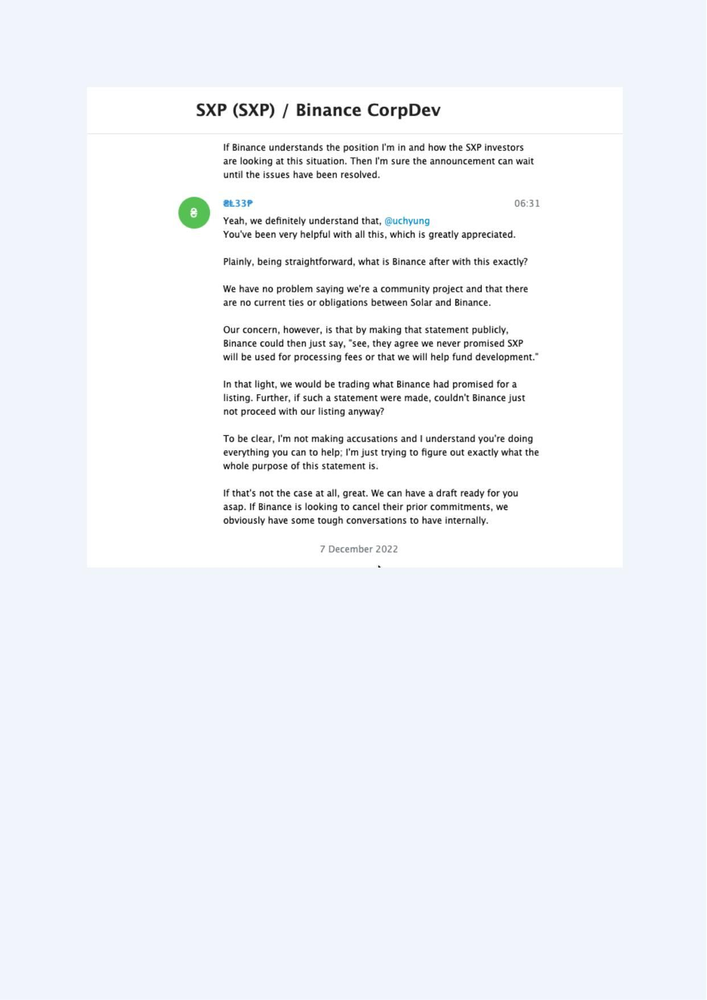 SXP (SXP) / Binance CorpDev
If Binance understands the position I'm in and how the SXP investors
are looking at this situation. Then I'm sure the announcement can wait
until the issues have been resolved.
₴Ⱡ33₱ 06:31
₴
Yeah, we definitely understand that, @uchyung
You've been very helpful with all this, which is greatly appreciated.
Plainly, being straightforward, what is Binance after with this exactly?
We have no problem saying we're a community project and that there
are no current ties or obligations between Solar and Binance.
Our concern, however, is that by making that statement publicly,
Binance could then just say, "see, they agree we never promised SXP
will be used for processing fees or that we will help fund development."
In that light, we would be trading what Binance had promised for a
listing. Further, if such a statement were made, couldn't Binance just
not proceed with our listing anyway?
To be clear, I'm not making accusations and I understand you're doing
everything you can to help; I'm just trying to figure out exactly what the
whole purpose of this statement is.
If that's not the case at all, great. We can have a draft ready for you
asap. If Binance is looking to cancel their prior commitments, we
obviously have some tough conversations to have internally.
7 December 2022